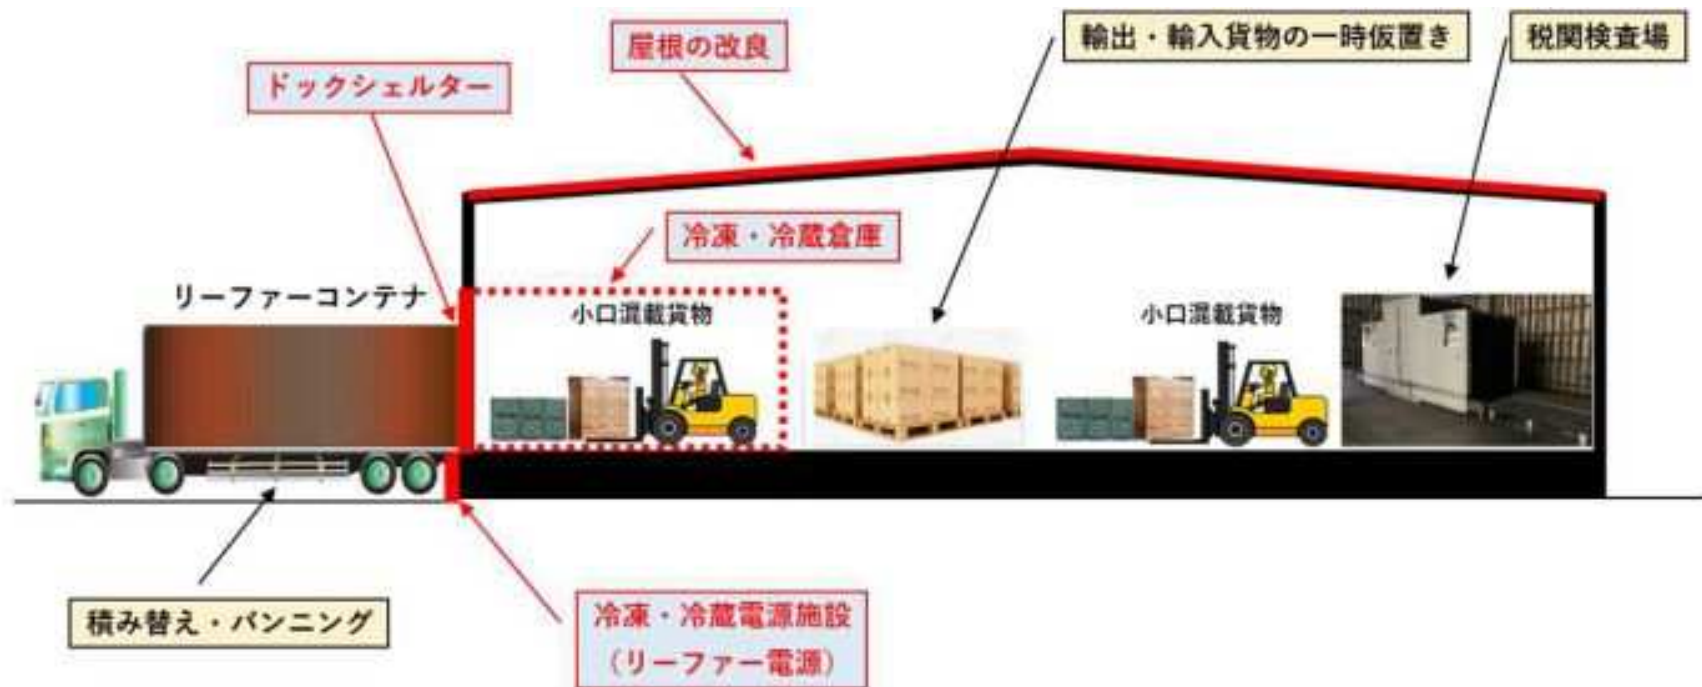 屋根の改良
輸出・輸入貨物の一時仮置き
税関検査場
ドックシェルター
冷凍・冷蔵倉庫
リーファーコンテナ
小口混載貨物
小口混載貨物
積み替え・バンニング
冷凍・冷蔵電源施設
（リーファー電源）